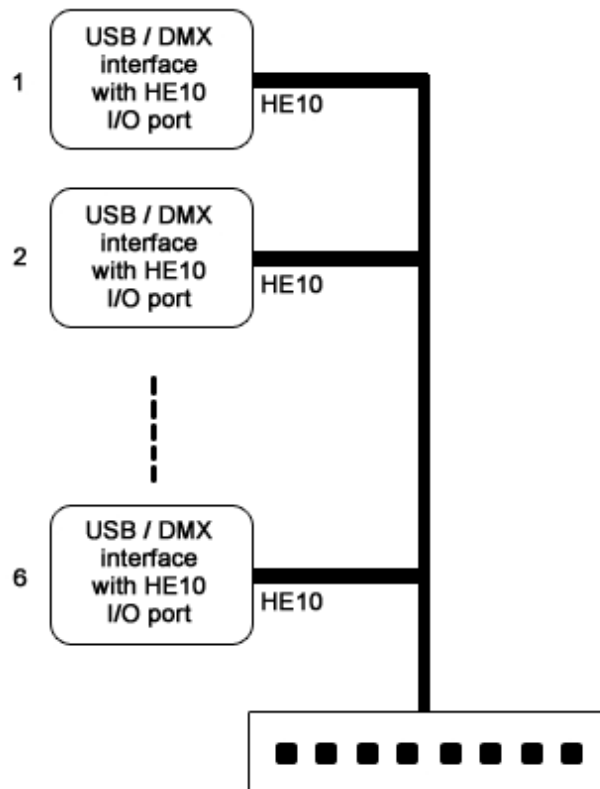 1
USB / DMX
interface
with HE10
I/O port
HE10
2
USB / DMX
interface
with HE10
I/O port
HE10
6
USB / DMX
interface
with HE10
I/O port
HE10